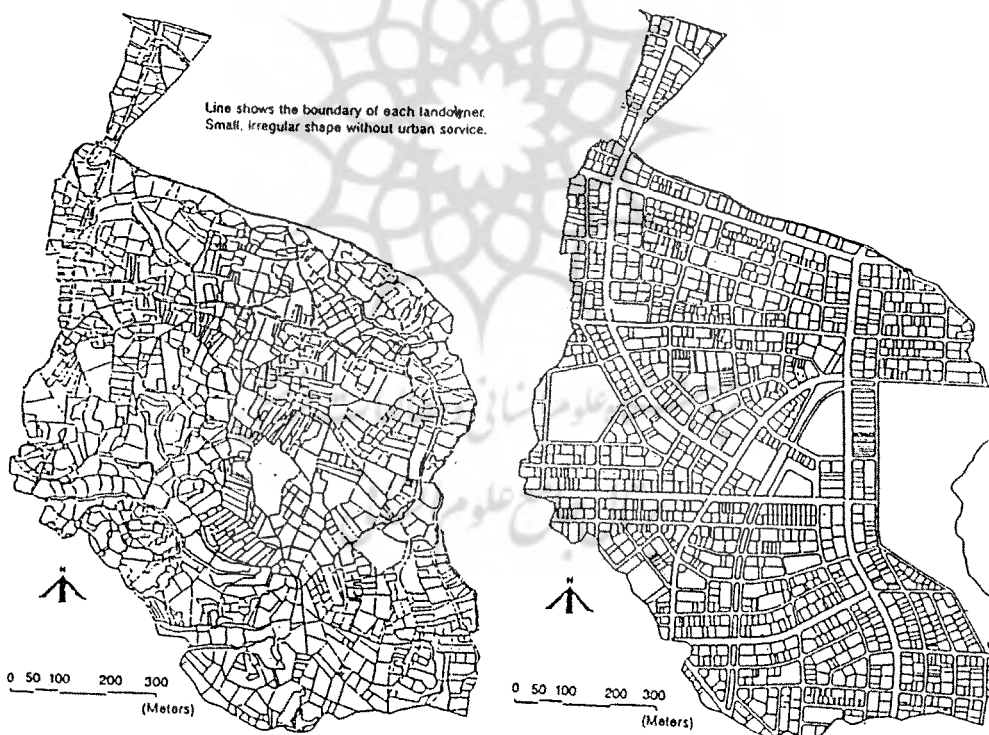 Line shows the boundary of each landowner.
Small, irregular shape without urban service.
N
0 50 100 200 300
(Meters)
N
0 50 100 200 300
(Meters)